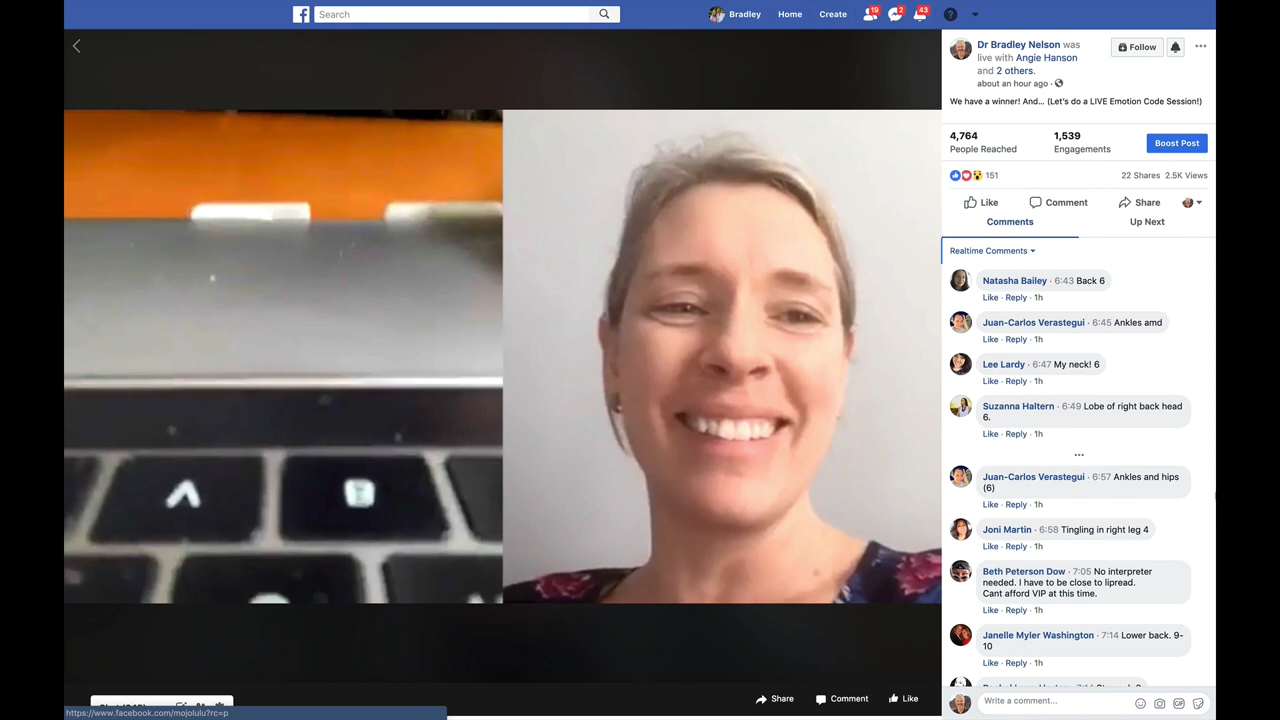 Search
Bradley
Home
Create
19
2
43
Dr Bradley Nelson was
live with Angie Hanson
and 2 others.
about an hour ago ·
Follow
We have a winner! And… (Let's do a LIVE Emotion Code Session!)
4,764
People Reached
1,539
Engagements
Boost Post
151
22 Shares 2.5K Views
Like
Comment
Share
Comments
Up Next
Realtime Comments
Natasha Bailey · 6:43 Back 6
Like · Reply · 1h
Juan-Carlos Verastegui · 6:45 Ankles amd
Like · Reply · 1h
Lee Lardy · 6:47 My neck! 6
Like · Reply · 1h
Suzanna Haltern · 6:49 Lobe of right back head
6.
Like · Reply · 1h
Juan-Carlos Verastegui · 6:57 Ankles and hips
(6)
Like · Reply · 1h
Joni Martin · 6:58 Tingling in right leg 4
Like · Reply · 1h
Beth Peterson Dow · 7:05 No interpreter
needed. I have to be close to lipread.
Cant afford VIP at this time.
Like · Reply · 1h
Janelle Myler Washington · 7:14 Lower back. 9-
10
Like · Reply · 1h
Write a comment...
GIF
Share
Comment
Like
https://www.facebook.com/mojolulu?rc=p